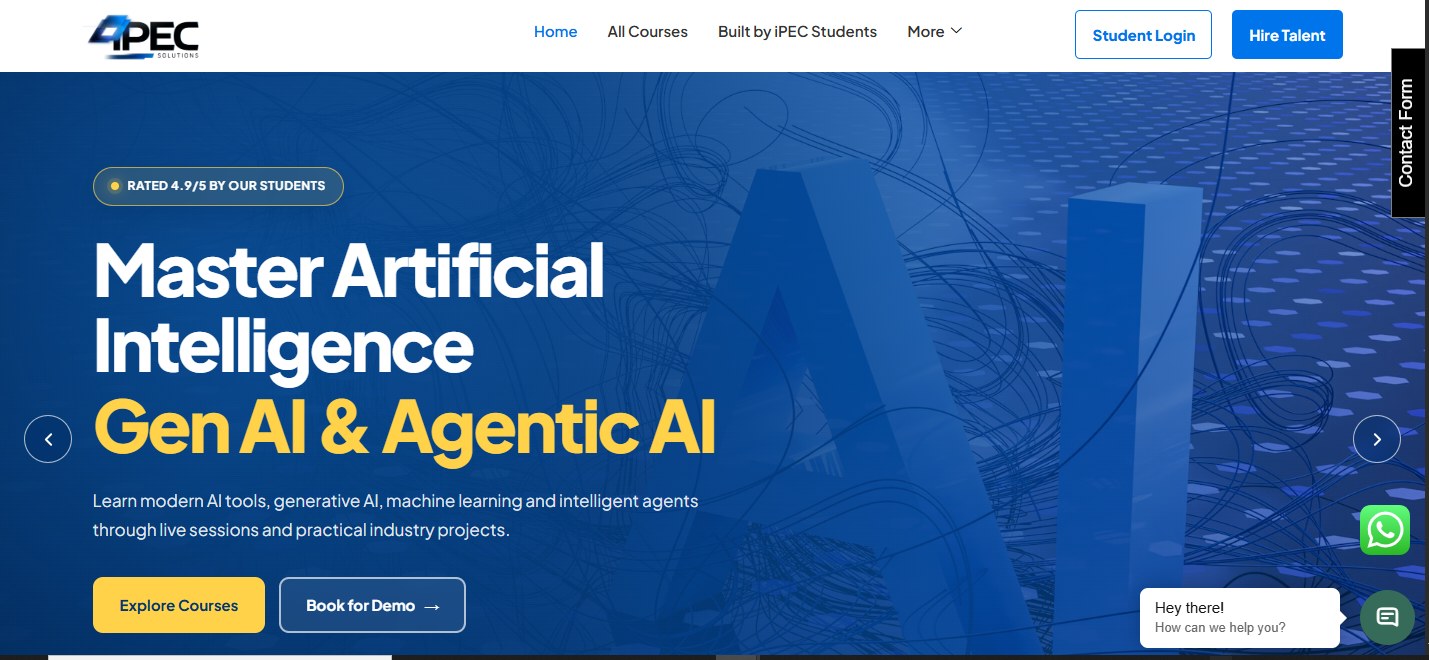 iPEC
SOLUTIONS
Home
All Courses
Built by iPEC Students
More
Student Login
Hire Talent
Contact Form
RATED 4.9/5 BY OUR STUDENTS
Master Artificial
Intelligence
Gen AI & Agentic AI
Learn modern AI tools, generative AI, machine learning and intelligent agents
through live sessions and practical industry projects.
Explore Courses
Book for Demo →
AI
Hey there!
How can we help you?